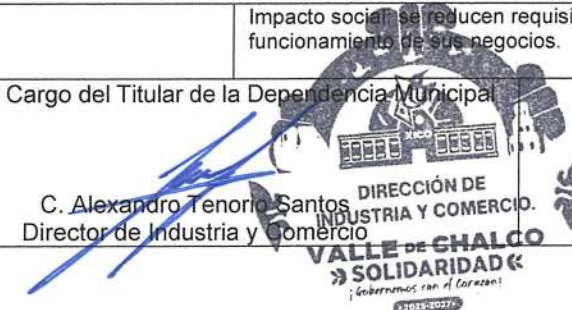 Impacto social: se reducen requisi
funcionamiento de sus negocios.
Cargo del Titular de la Dependencia Municipal
XICO
C. Alexandro Tenorio Santos
Director de Industria y Comercio
DIRECCIÓN DE
INDUSTRIA Y COMERCIO.
VALLE DE CHALCO
SOLIDARIDAD
¡Gobernemos con el Corazón!
2025-2027